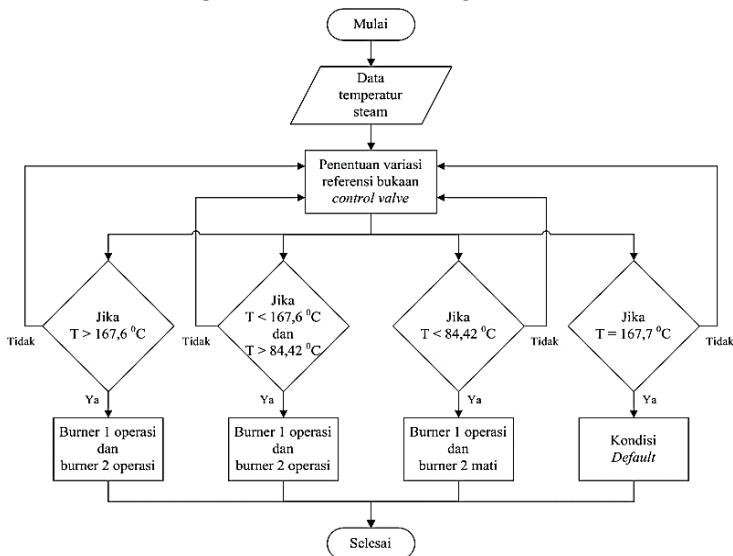 Mulai
Data
temperatur
steam
Penentuan variasi
referensi bukaan
control valve
Jika
T > 167,6 ⁰C
Tidak
Ya
Jika
T < 167,6 ⁰C
dan
T > 84,42 ⁰C
Tidak
Ya
Jika
T < 84,42 ⁰C
Tidak
Ya
Jika
T = 167,7 ⁰C
Tidak
Ya
Burner 1 operasi
dan
burner 2 operasi
Burner 1 operasi
dan
burner 2 operasi
Burner 1 operasi
dan
burner 2 mati
Kondisi
Default
Selesai